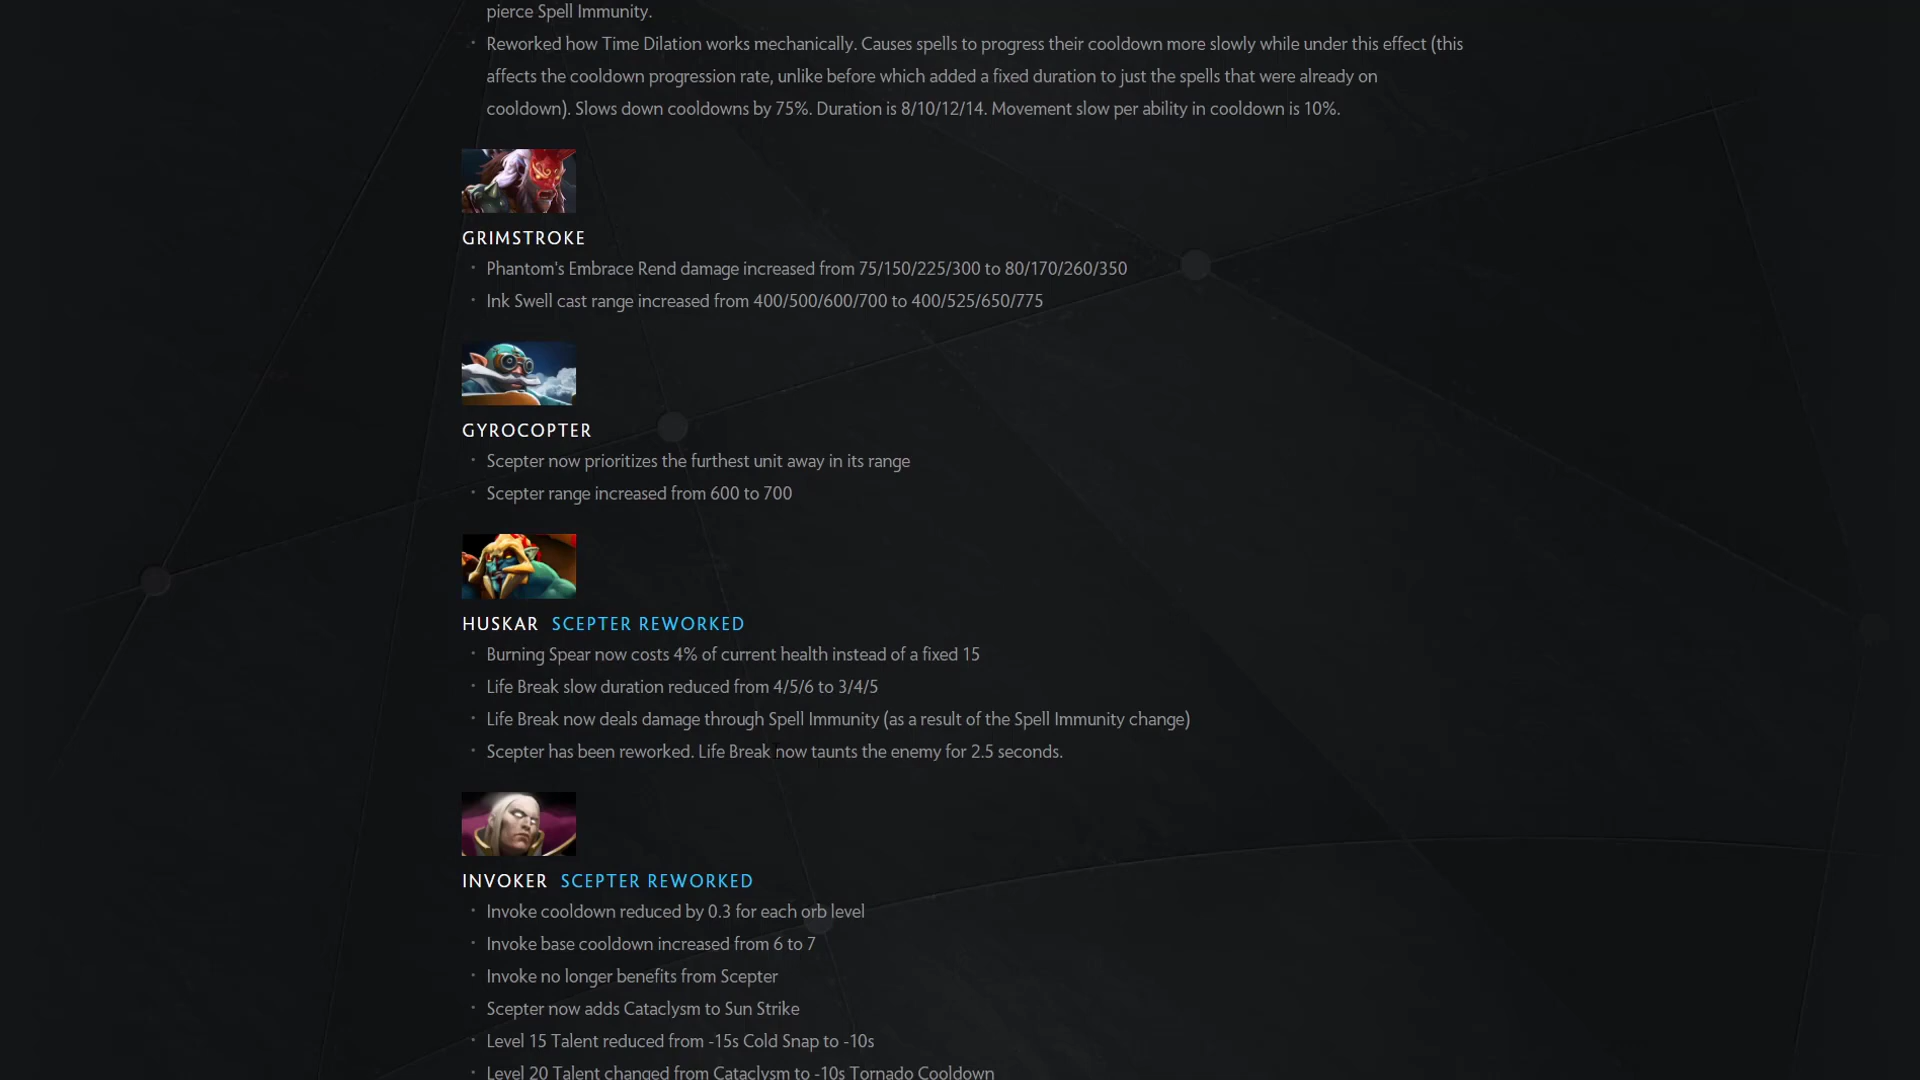 pierce Spell Immunity.
· Reworked how Time Dilation works mechanically. Causes spells to progress their cooldown more slowly while under this effect (this
affects the cooldown progression rate, unlike before which added a fixed duration to just the spells that were already on
cooldown). Slows down cooldowns by 75%. Duration is 8/10/12/14. Movement slow per ability in cooldown is 10%.
GRIMSTROKE
· Phantom's Embrace Rend damage increased from 75/150/225/300 to 80/170/260/350
· Ink Swell cast range increased from 400/500/600/700 to 400/525/650/775
GYROCOPTER
· Scepter now prioritizes the furthest unit away in its range
· Scepter range increased from 600 to 700
HUSKAR SCEPTER REWORKED
· Burning Spear now costs 4% of current health instead of a fixed 15
· Life Break slow duration reduced from 4/5/6 to 3/4/5
· Life Break now deals damage through Spell Immunity (as a result of the Spell Immunity change)
· Scepter has been reworked. Life Break now taunts the enemy for 2.5 seconds.
INVOKER SCEPTER REWORKED
· Invoke cooldown reduced by 0.3 for each orb level
· Invoke base cooldown increased from 6 to 7
· Invoke no longer benefits from Scepter
· Scepter now adds Cataclysm to Sun Strike
· Level 15 Talent reduced from -15s Cold Snap to -10s
· Level 20 Talent changed from Cataclysm to -10s Tornado Cooldown